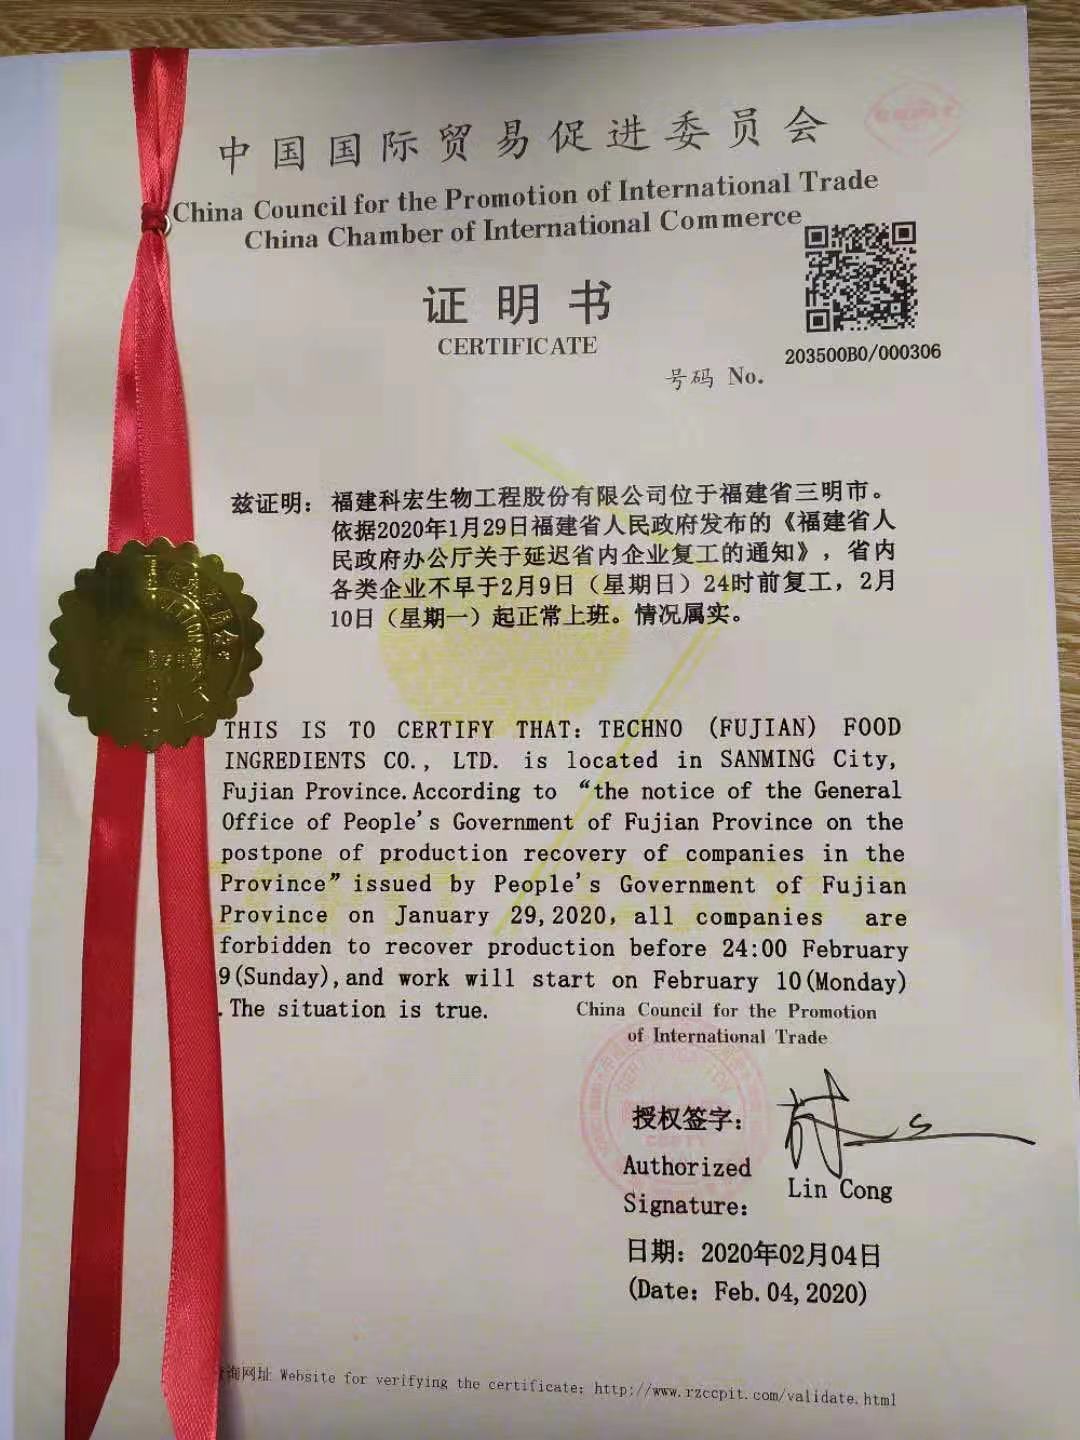 中国国际贸易促进委员会
China Council for the Promotion of International Trade
China Chamber of International Commerce
证明书
CERTIFICATE
203500B0/000306
号码 No.
兹证明：福建科宏生物工程股份有限公司位于福建省三明市。
依据2020年1月29日福建省人民政府发布的《福建省人
民政府办公厅关于延迟省内企业复工的通知》，省内
各类企业不早于2月9日（星期日）24时前复工，2月
10日（星期一）起正常上班。情况属实。
THIS IS TO CERTIFY THAT: TECHNO (FUJIAN) FOOD
INGREDIENTS CO., LTD. is located in SANMING City,
Fujian Province.According to “the notice of the General
Office of People's Government of Fujian Province on the
postpone of production recovery of companies in the
Province”issued by People's Government of Fujian
Province on January 29,2020, all companies are
forbidden to recover production before 24:00 February
9(Sunday),and work will start on February 10(Monday)
.The situation is true.
China Council for the Promotion
of International Trade
授权签字：
Authorized
Signature:
Lin Cong
日期：2020年02月04日
(Date: Feb.04,2020)
询网址 Website for verifying the certificate: http://www.rzccpit.com/validate.html